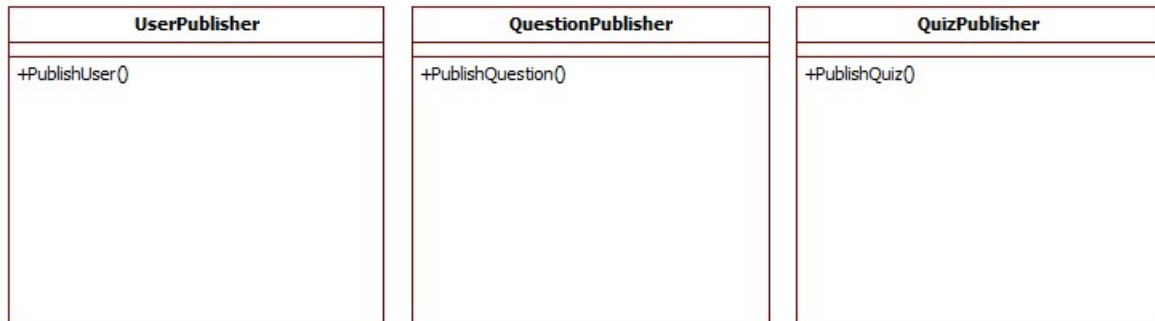 UserPublisher
+PublishUser()
QuestionPublisher
+PublishQuestion()
QuizPublisher
+PublishQuiz()